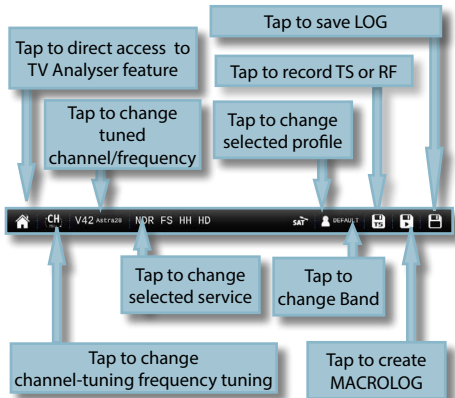 Tap to save LOG
Tap to direct access to
TV Analyser feature
Tap to record TS or RF
Tap to change
tuned
channel/frequency
Tap to change
selected profile
CH V42 Astra28 NDR FS HH HD SAT DEFAULT TS
Tap to change
selected service
Tap to
change Band
Tap to change
channel-tuning frequency tuning
Tap to create
MACROLOG